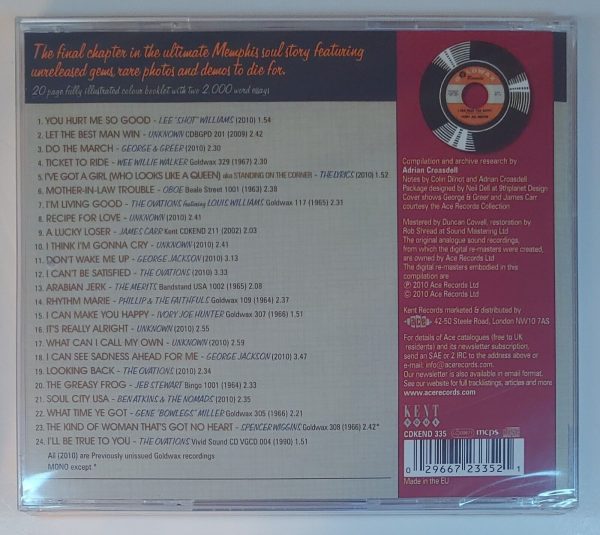 The final chapter in the ultimate Memphis soul story featuring
unreleased gems, rare photos and demos to die for.
20 page fully illustrated colour booklet with two 2,000 word essays
1. YOU HURT ME SO GOOD - LEE "SHOT" WILLIAMS (2010) 1.54
2. LET THE BEST MAN WIN - UNKNOWN CDBGPD 201 (2009) 2.42
3. DO THE MARCH - GEORGE & GREER (2010) 2.30
4. TICKET TO RIDE - WEE WILLIE WALKER Goldwax 329 (1967) 2.30
5. I'VE GOT A GIRL (WHO LOOKS LIKE A QUEEN) aka STANDING ON THE CORNER - THE LYRICS (2010) 1.52
6. MOTHER-IN-LAW TROUBLE - OBOE Beale Street 1001 (1963) 2.38
7. I'M LIVING GOOD - THE OVATIONS featuring LOUIS WILLIAMS Goldwax 117 (1965) 2.31
8. RECIPE FOR LOVE - UNKNOWN (2010) 2.41
9. A LUCKY LOSER - JAMES CARR Kent CDKEND 211 (2002) 2.03
10. I THINK I'M GONNA CRY - UNKNOWN (2010) 2.41
11. DON'T WAKE ME UP - GEORGE JACKSON (2010) 3.13
12. I CAN'T BE SATISFIED - THE OVATIONS (2010) 3.33
13. ARABIAN JERK - THE MERITS Bandstand USA 1002 (1965) 2.08
14. RHYTHM MARIE - PHILLIP & THE FAITHFULS Goldwax 109 (1964) 2.37
15. I CAN MAKE YOU HAPPY - IVORY JOE HUNTER Goldwax 307 (1966) 1.51
16. IT'S REALLY ALRIGHT - UNKNOWN (2010) 2.55
17. WHAT CAN I CALL MY OWN - UNKNOWN (2010) 2.59
18. I CAN SEE SADNESS AHEAD FOR ME - GEORGE JACKSON (2010) 3.47
19. LOOKING BACK - THE OVATIONS (2010) 2.34
20. THE GREASY FROG - JEB STEWART Bingo 1001 (1964) 2.33
21. SOUL CITY USA - BEN ATKINS & THE NOMADS (2010) 2.35
22. WHAT TIME YE GOT - GENE "BOWLEGS" MILLER Goldwax 305 (1966) 2.21
23. THE KIND OF WOMAN THAT'S GOT NO HEART - SPENCER WIGGINS Goldwax 308 (1966) 2.42*
24. I'LL BE TRUE TO YOU - THE OVATIONS Vivid Sound CD VGCD 004 (1990) 1.51
All (2010) are Previously unissued Goldwax recordings
MONO except *
GOLDWAX
Compilation and archive research by
Adrian Croasdell
Notes by Colin Dilnot and Adrian Croasdell
Package designed by Neil Dell at 9thplanet Design
Cover shows George & Greer and James Carr
courtesy the Ace Records Collection
Mastered by Duncan Cowell, restoration by
Rob Shread at Sound Mastering Ltd
The original analogue sound recordings,
from which the digital re-masters were created,
are owned by Ace Records Ltd
The digital re-masters embodied in this
compilation are
℗ 2010 Ace Records Ltd
© 2010 Ace Records Ltd
Kent Records marketed & distributed by
ACE 42-50 Steele Road, London NW10 7AS
For details of Ace catalogues (free to UK
residents) and its newsletter subscription,
send an SAE or 2 IRC to the address above or
e-mail: info@acerecords.com
Our newsletter is also available in email format.
See our website for full tracklistings, articles and more
www.acerecords.com
KENT
SOUL
CDKEND 335 mcps
0 29667 23352 1
Made in the EU